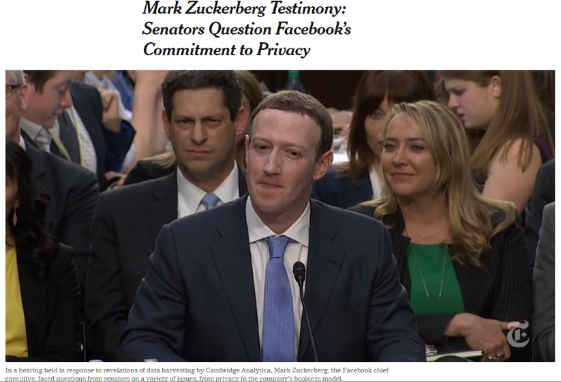 Mark Zuckerberg Testimony:
Senators Question Facebook's
Commitment to Privacy
In a hearing held in response to revelations of data harvesting by Cambridge Analytica, Mark Zuckerberg, the Facebook chief
executive, faced questions from senators on a variety of issues, from privacy to the company's business model.